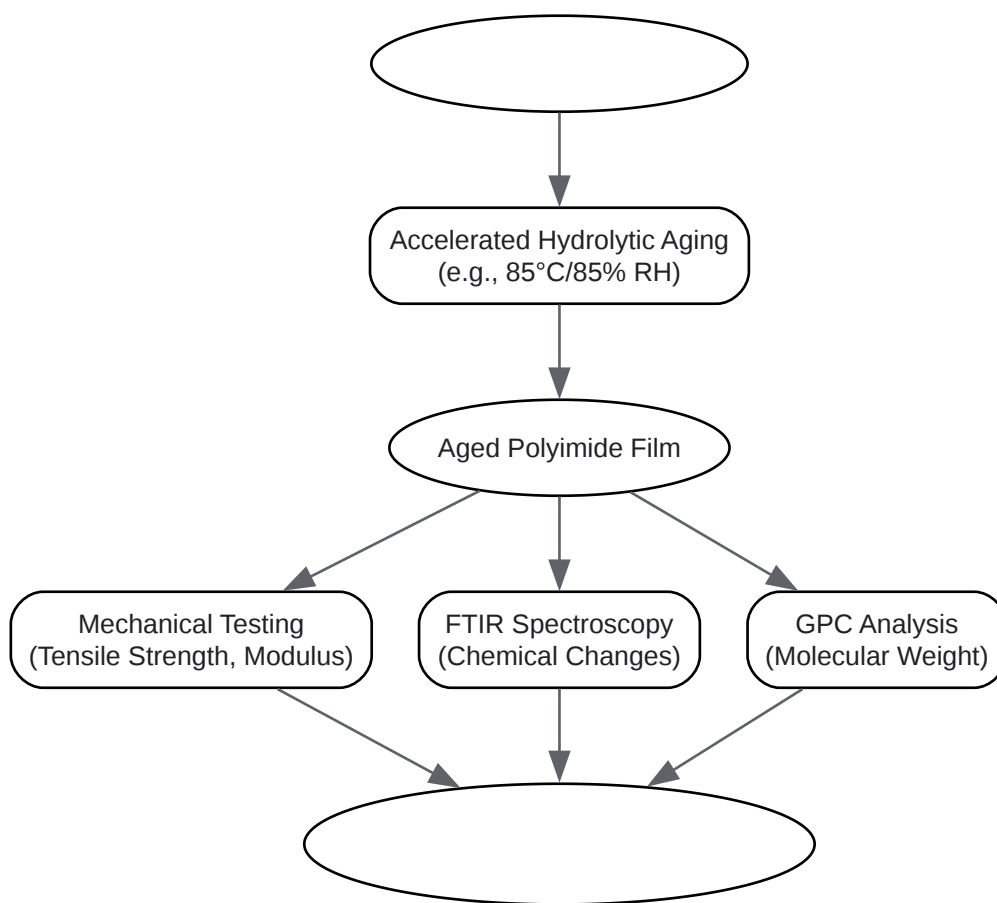 Accelerated Hydrolytic Aging
(e.g., 85°C/85% RH)
Aged Polyimide Film
Mechanical Testing
(Tensile Strength, Modulus)
FTIR Spectroscopy
(Chemical Changes)
GPC Analysis
(Molecular Weight)